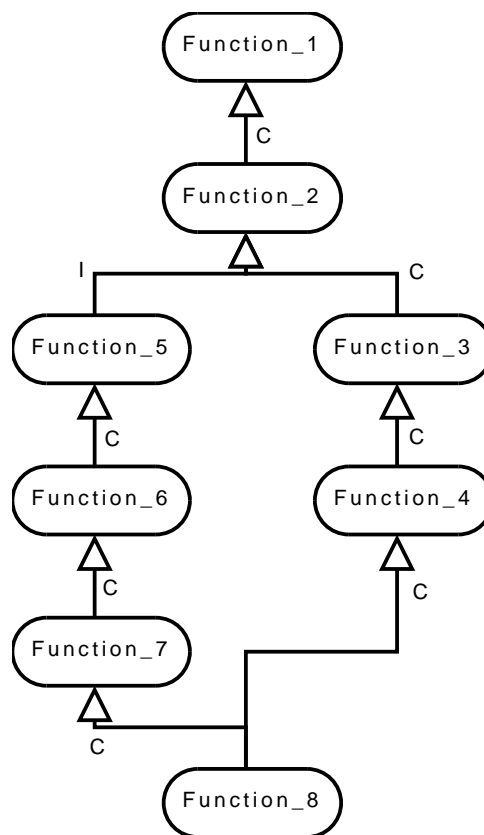 Function_1
C
Function_2
I
C
Function_5
Function_3
C
C
Function_6
Function_4
C
C
Function_7
C
Function_8